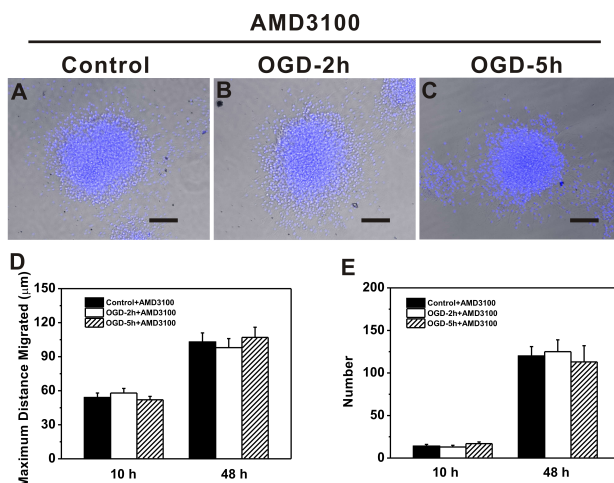 AMD3100
Control OGD-2h OGD-5h
A B C
D
Maximum Distance Migrated (μm)
150
120
90
60
30
0
Control+AMD3100
OGD-2h+AMD3100
OGD-5h+AMD3100
10 h 48 h
E
Number
200
150
100
50
0
Control+AMD3100
OGD-2h+AMD3100
OGD-5h+AMD3100
10 h 48 h